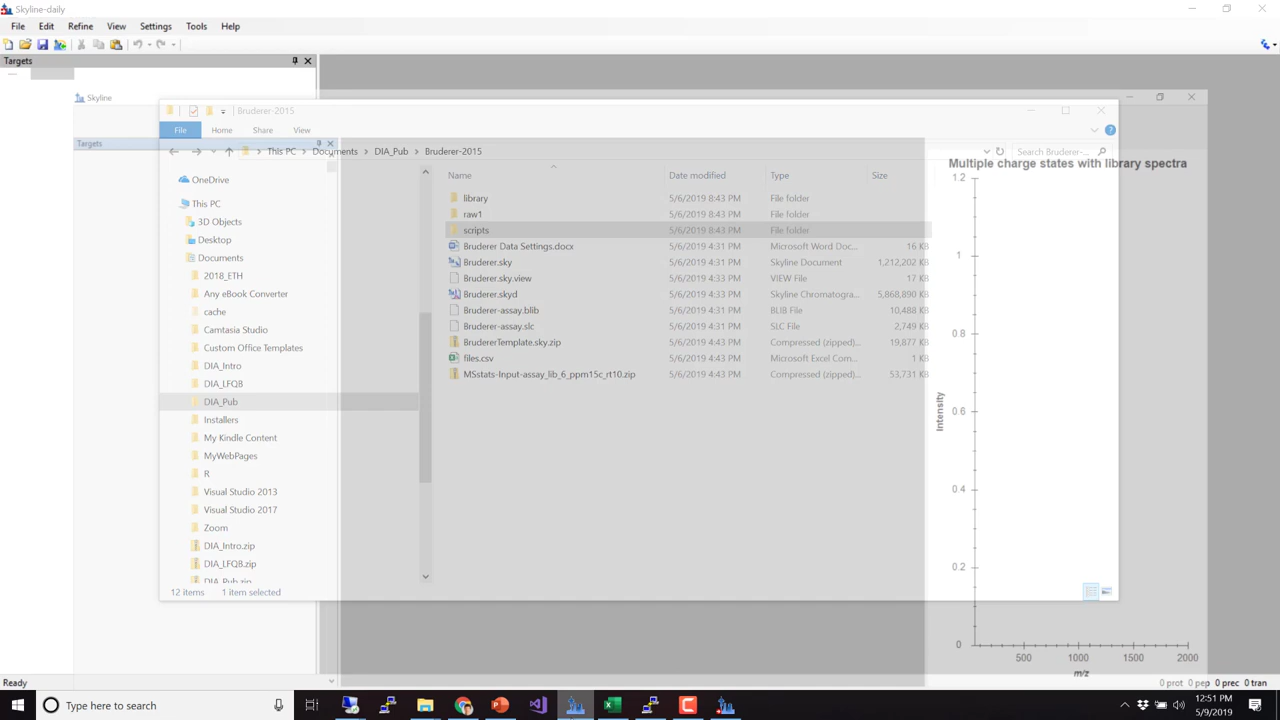 Skyline-daily
File Edit Refine View Settings Tools Help
Targets
Skyline
Bruderer-2015
File Home Share View
Targets
This PC Documents DIA_Pub Bruderer-2015
Search Bruderer-...
Name Date modified Type Size
OneDrive
This PC
3D Objects
Desktop
Documents
2018_ETH
Any eBook Converter
cache
Camtasia Studio
Custom Office Templates
DIA_Intro
DIA_LFQB
DIA_Pub
Installers
My Kindle Content
MyWebPages
R
Visual Studio 2013
Visual Studio 2017
Zoom
DIA_Intro.zip
DIA_LFQB.zip
DIA_Pub.zip
library 5/6/2019 8:43 PM File folder
raw1 5/6/2019 8:43 PM File folder
scripts 5/6/2019 8:43 PM File folder
Bruderer Data Settings.docx 5/6/2019 4:31 PM Microsoft Word Doc... 16 KB
Bruderer.sky 5/6/2019 4:31 PM Skyline Document 1,212,202 KB
Bruderer.sky.view 5/6/2019 4:33 PM VIEW File 17 KB
Bruderer.skyd 5/6/2019 4:33 PM Skyline Chromatogra... 5,868,890 KB
Bruderer-assay.blib 5/6/2019 4:31 PM BLIB File 10,488 KB
Bruderer-assay.slc 5/6/2019 4:31 PM SLC File 2,749 KB
BrudererTemplate.sky.zip 5/6/2019 4:43 PM Compressed (zipped)... 19,877 KB
files.csv 5/6/2019 4:43 PM Microsoft Excel Com... 1 KB
MSstats-Input-assay_lib_6_ppm15c_rt10.zip 5/6/2019 4:43 PM Compressed (zipped)... 53,731 KB
12 items 1 item selected
Multiple charge states with library spectra
1.2
1
0.8
0.6
0.4
0.2
0
Intensity
500 1000 1500 2000
m/z
Ready
0 prot 0 pep 0 prec 0 tran
Type here to search
12:51 PM
5/9/2019